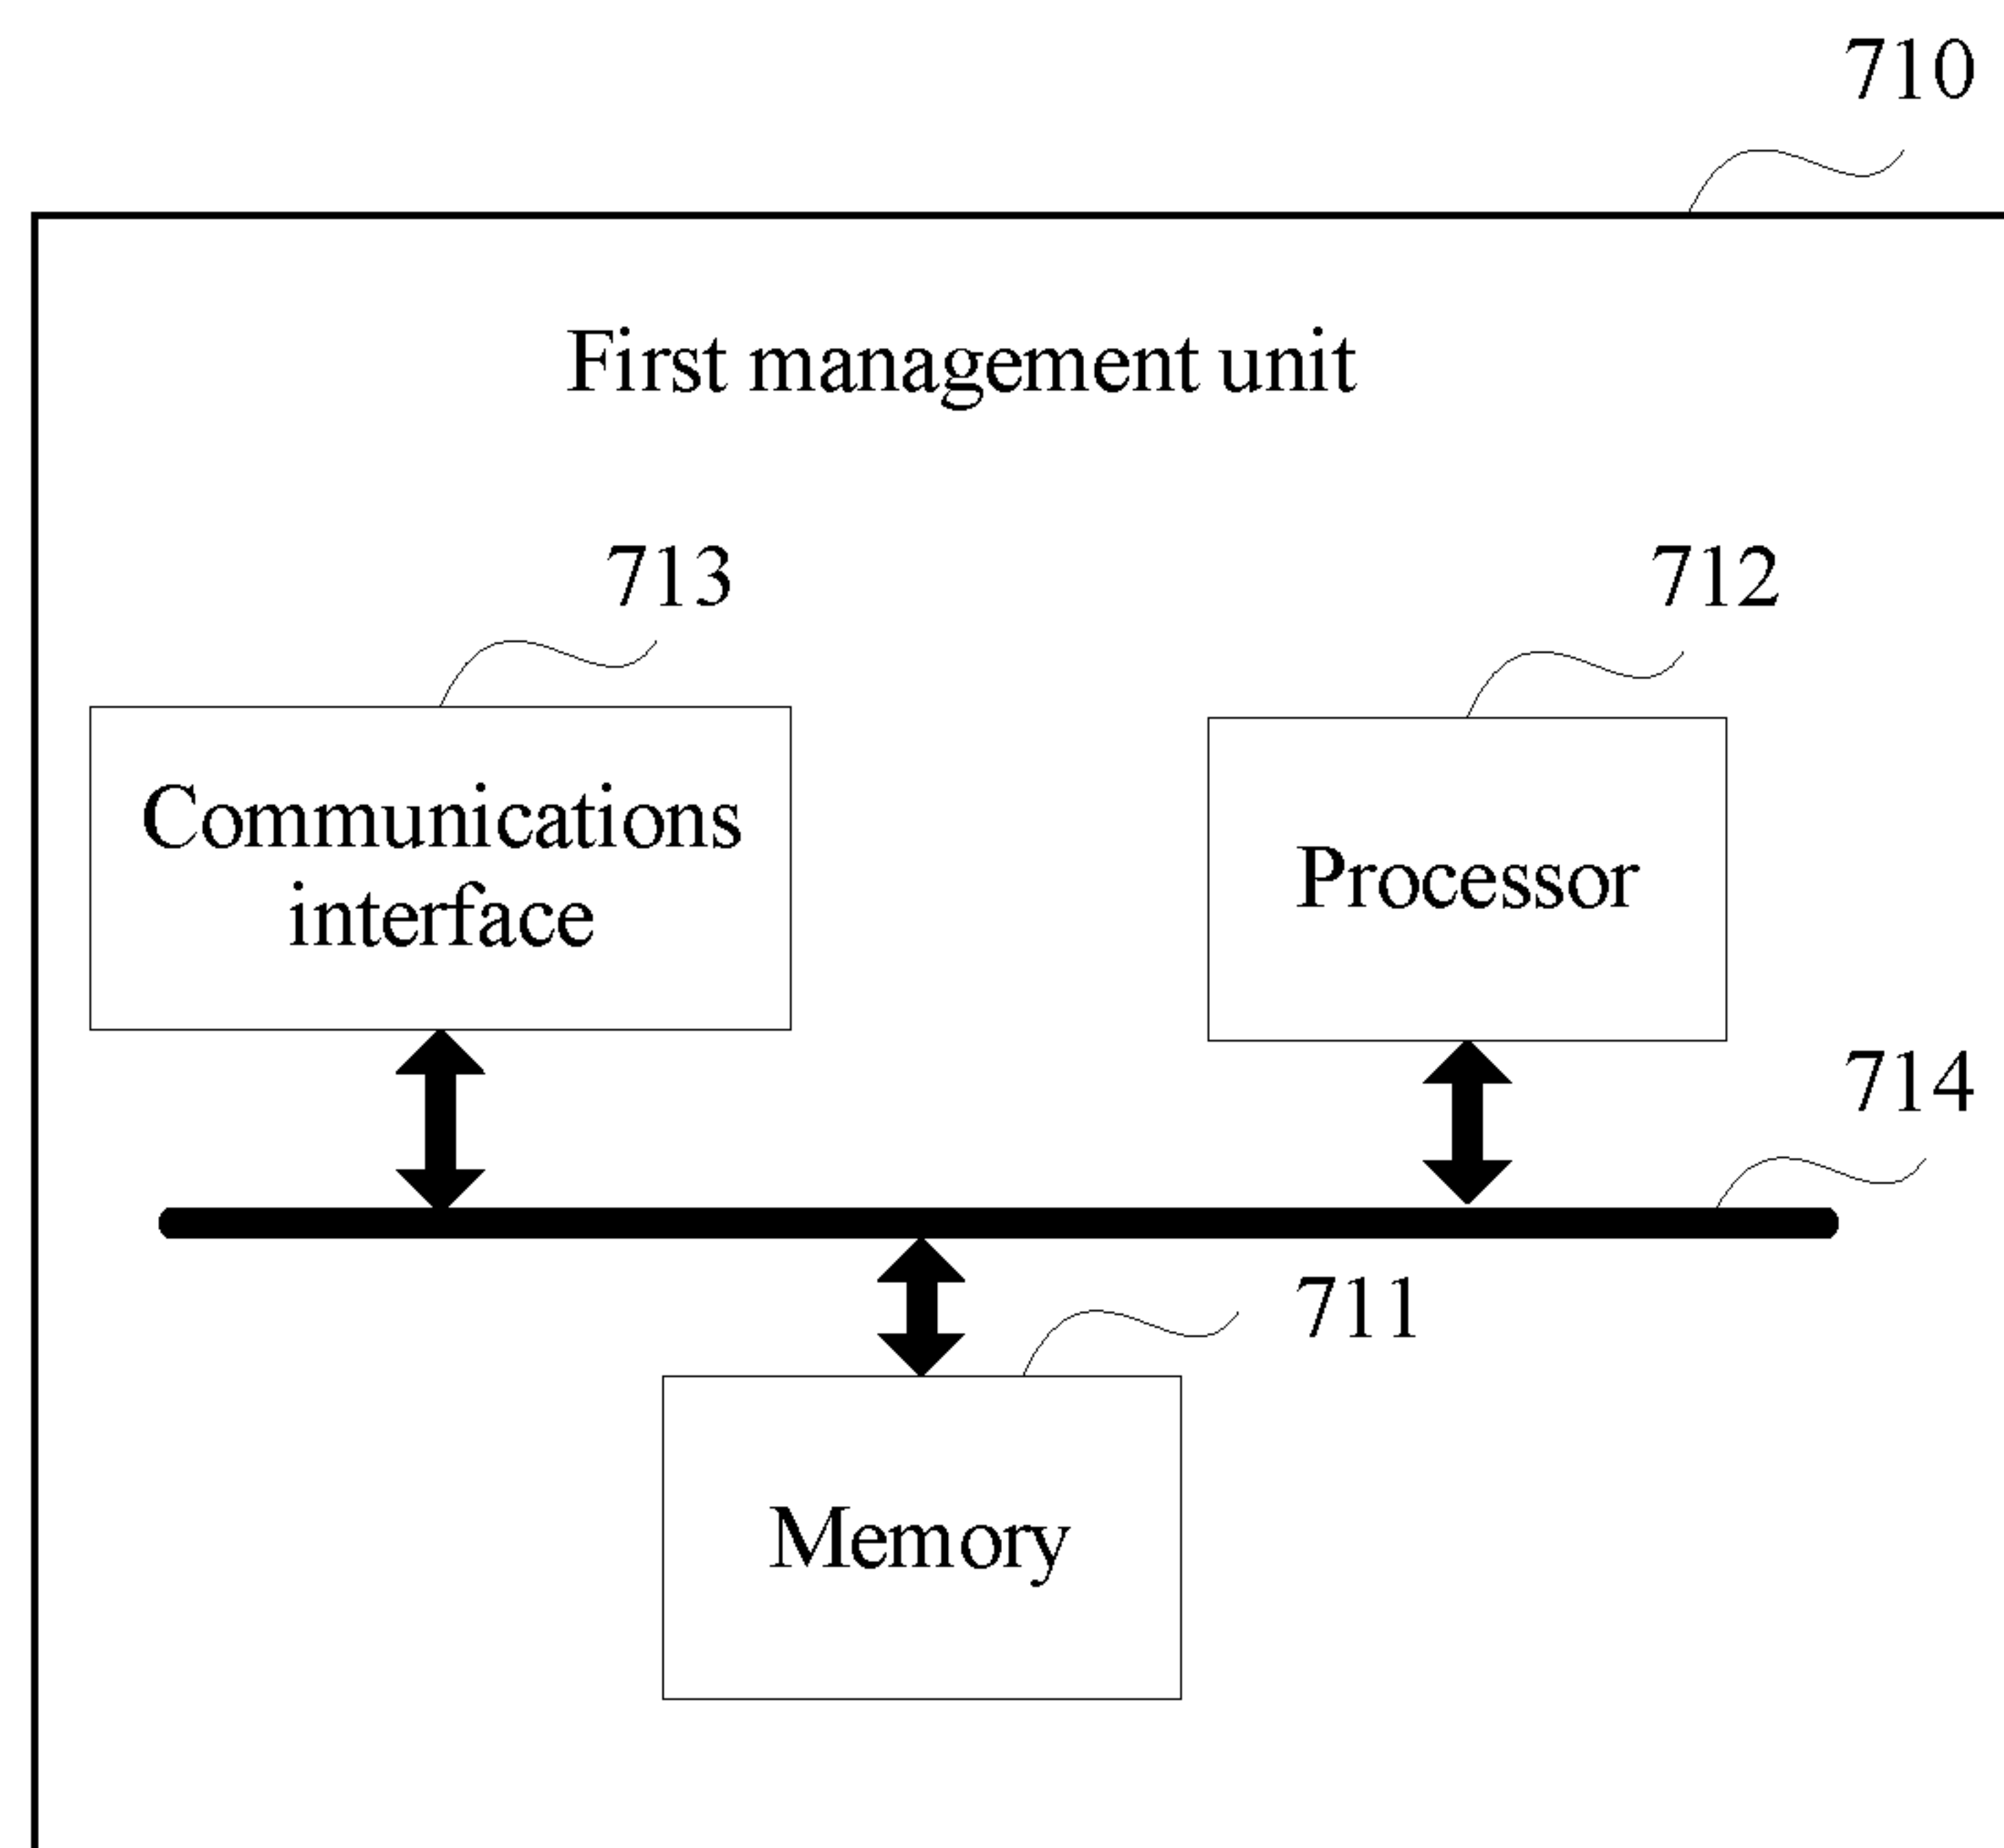 710
First management unit
713
712
Communications
interface
Processor
714
711
Memory